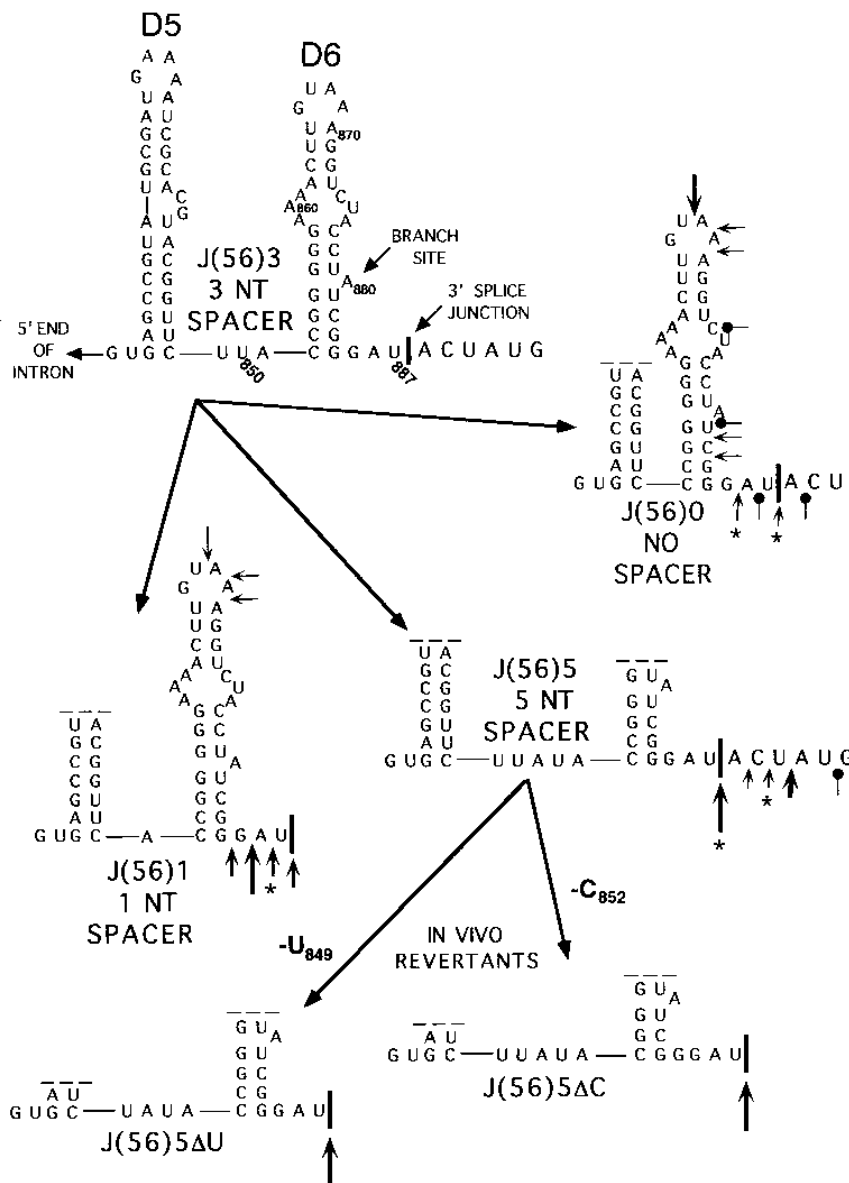 D5
D6
A
A
G
A
U A
A U
G C
C G
G C
U A
C
G
A U
U A
G C
C G
C G
G U
A U
U A
G A
U A870
U G
C G
A U
A C
A860 U
A A
G C
G C
G U
G A880
G U
C C
C G
BRANCH
SITE
J(56)3
3 NT
SPACER
3' SPLICE
JUNCTION
5' END
OF
INTRON
G U G C U U A C G G A U A C U A U G
850
887
U A
G A
U A
U G
C G
A U
A C
A U
A A
G C
G C
G U
G A
G U
C C
C G
U A
G C
C G
C G
G U
A U
G U G C C G G A U A C U
* *
J(56)0
NO
SPACER
U A
G A
U A
U G
C G
A U
A C
A U
A A
G C
G C
G U
G A
G U
C C
C G
U A
G C
C G
C G
G U
A U
G U G C A C G G A U
*
J(56)1
1 NT
SPACER
U A
G C
C G
C G
G U
A U
J(56)5
5 NT
SPACER
G U
G A
G U
G C
C G
G U G C U U A U A C G G A U A C U A U G
* *
-U849
IN VIVO
REVERTANTS
-C852
G U
G A
G U
G C
C G
A U
G U G C U A U A C G G A U
J(56)5ΔU
G U
G A
G U
G C
A U
G U G C U U A U A C G G G A U
J(56)5ΔC